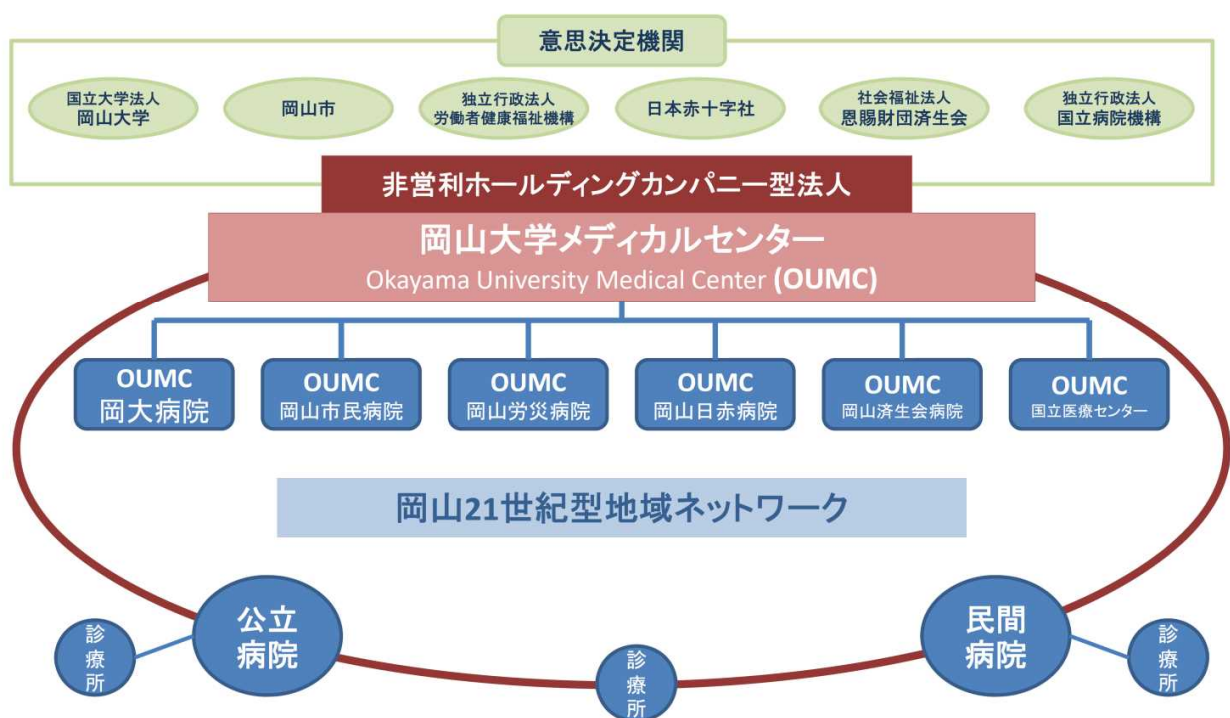 意思決定機関
国立大学法人
岡山大学
岡山市
独立行政法人
労働者健康福祉機構
日本赤十字社
社会福祉法人
恩賜財団済生会
独立行政法人
国立病院機構
非営利ホールディングカンパニー型法人
岡山大学メディカルセンター
Okayama University Medical Center (OUMC)
OUMC
岡大病院
OUMC
岡山市民病院
OUMC
岡山労災病院
OUMC
岡山日赤病院
OUMC
岡山済生会病院
OUMC
国立医療センター
岡山21世紀型地域ネットワーク
公立
病院
民間
病院
診療所
診療所
診療所